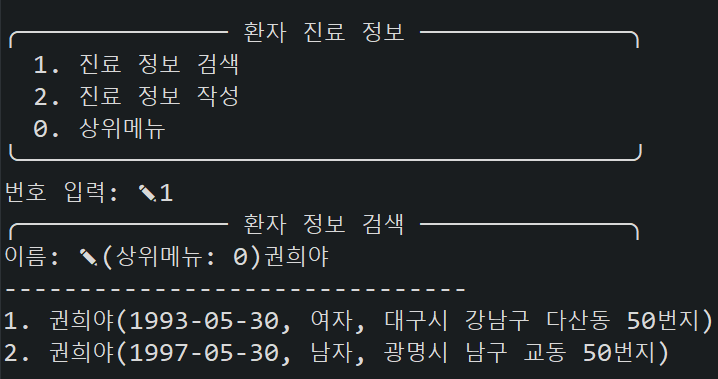 환자 진료 정보
1. 진료 정보 검색
2. 진료 정보 작성
0. 상위메뉴
번호 입력: ✎1
환자 정보 검색
이름: ✎(상위메뉴: 0)권희야
-------------------------------
1. 권희야(1993-05-30, 여자, 대구시 강남구 다산동 50번지)
2. 권희야(1997-05-30, 남자, 광명시 남구 교동 50번지)